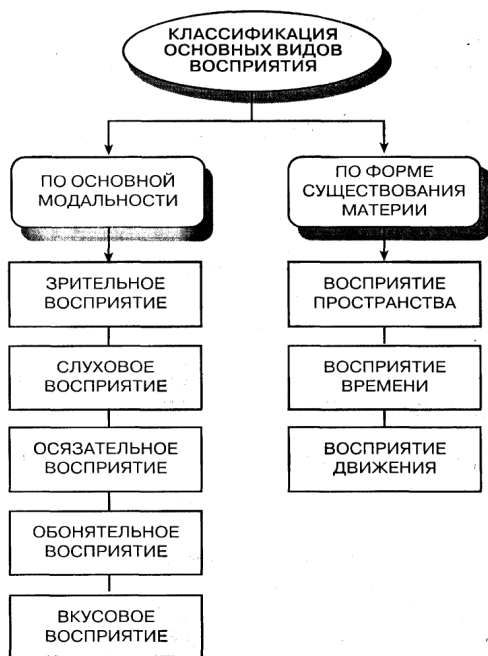 КЛАССИФИКАЦИЯ
ОСНОВНЫХ ВИДОВ
ВОСПРИЯТИЯ
ПО ОСНОВНОЙ
МОДАЛЬНОСТИ
ЗРИТЕЛЬНОЕ
ВОСПРИЯТИЕ
СЛУХОВОЕ
ВОСПРИЯТИЕ
ОСЯЗАТЕЛЬНОЕ
ВОСПРИЯТИЕ
ОБОНЯТЕЛЬНОЕ
ВОСПРИЯТИЕ
ВКУСОВОЕ
ВОСПРИЯТИЕ
ПО ФОРМЕ
СУЩЕСТВОВАНИЯ
МАТЕРИИ
ВОСПРИЯТИЕ
ПРОСТРАНСТВА
ВОСПРИЯТИЕ
ВРЕМЕНИ
ВОСПРИЯТИЕ
ДВИЖЕНИЯ